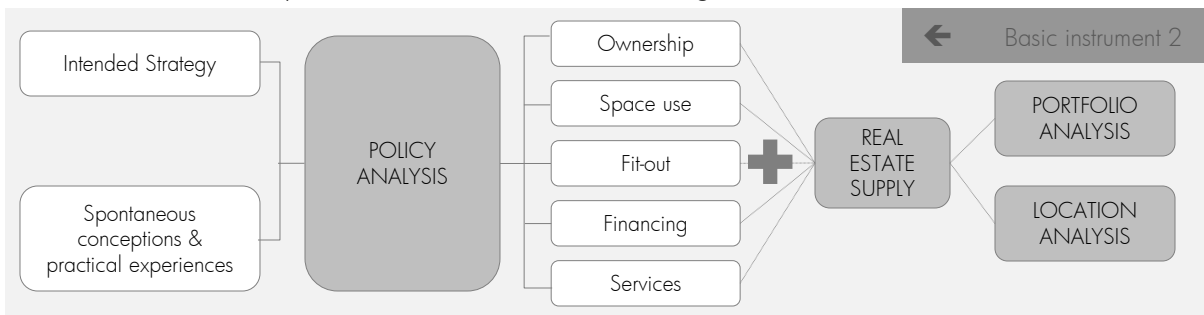 Basic instrument 2
Intended Strategy
Spontaneous
conceptions &
practical experiences
POLICY
ANALYSIS
Ownership
Space use
Fit-out
Financing
Services
REAL
ESTATE
SUPPLY
PORTFOLIO
ANALYSIS
LOCATION
ANALYSIS